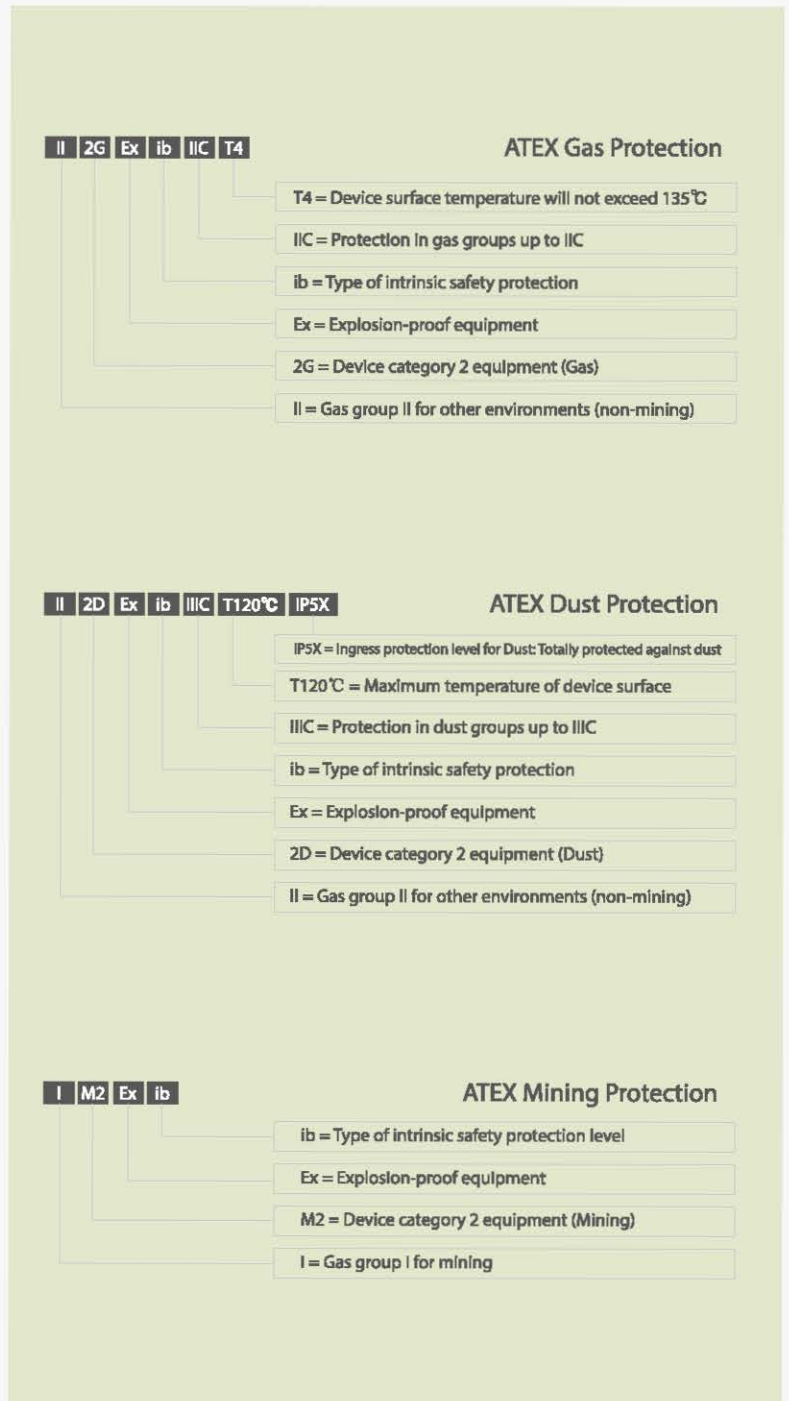 II 2G Ex ib IIC T4
ATEX Gas Protection
T4 = Device surface temperature will not exceed 135℃
IIC = Protection in gas groups up to IIC
ib = Type of intrinsic safety protection
Ex = Explosion-proof equipment
2G = Device category 2 equipment (Gas)
II = Gas group II for other environments (non-mining)
II 2D Ex ib IIIC T120℃ IP5X
ATEX Dust Protection
IP5X = Ingress protection level for Dust: Totally protected against dust
T120℃ = Maximum temperature of device surface
IIIC = Protection in dust groups up to IIIC
ib = Type of intrinsic safety protection
Ex = Explosion-proof equipment
2D = Device category 2 equipment (Dust)
II = Gas group II for other environments (non-mining)
I M2 Ex ib
ATEX Mining Protection
ib = Type of intrinsic safety protection level
Ex = Explosion-proof equipment
M2 = Device category 2 equipment (Mining)
I = Gas group I for mining